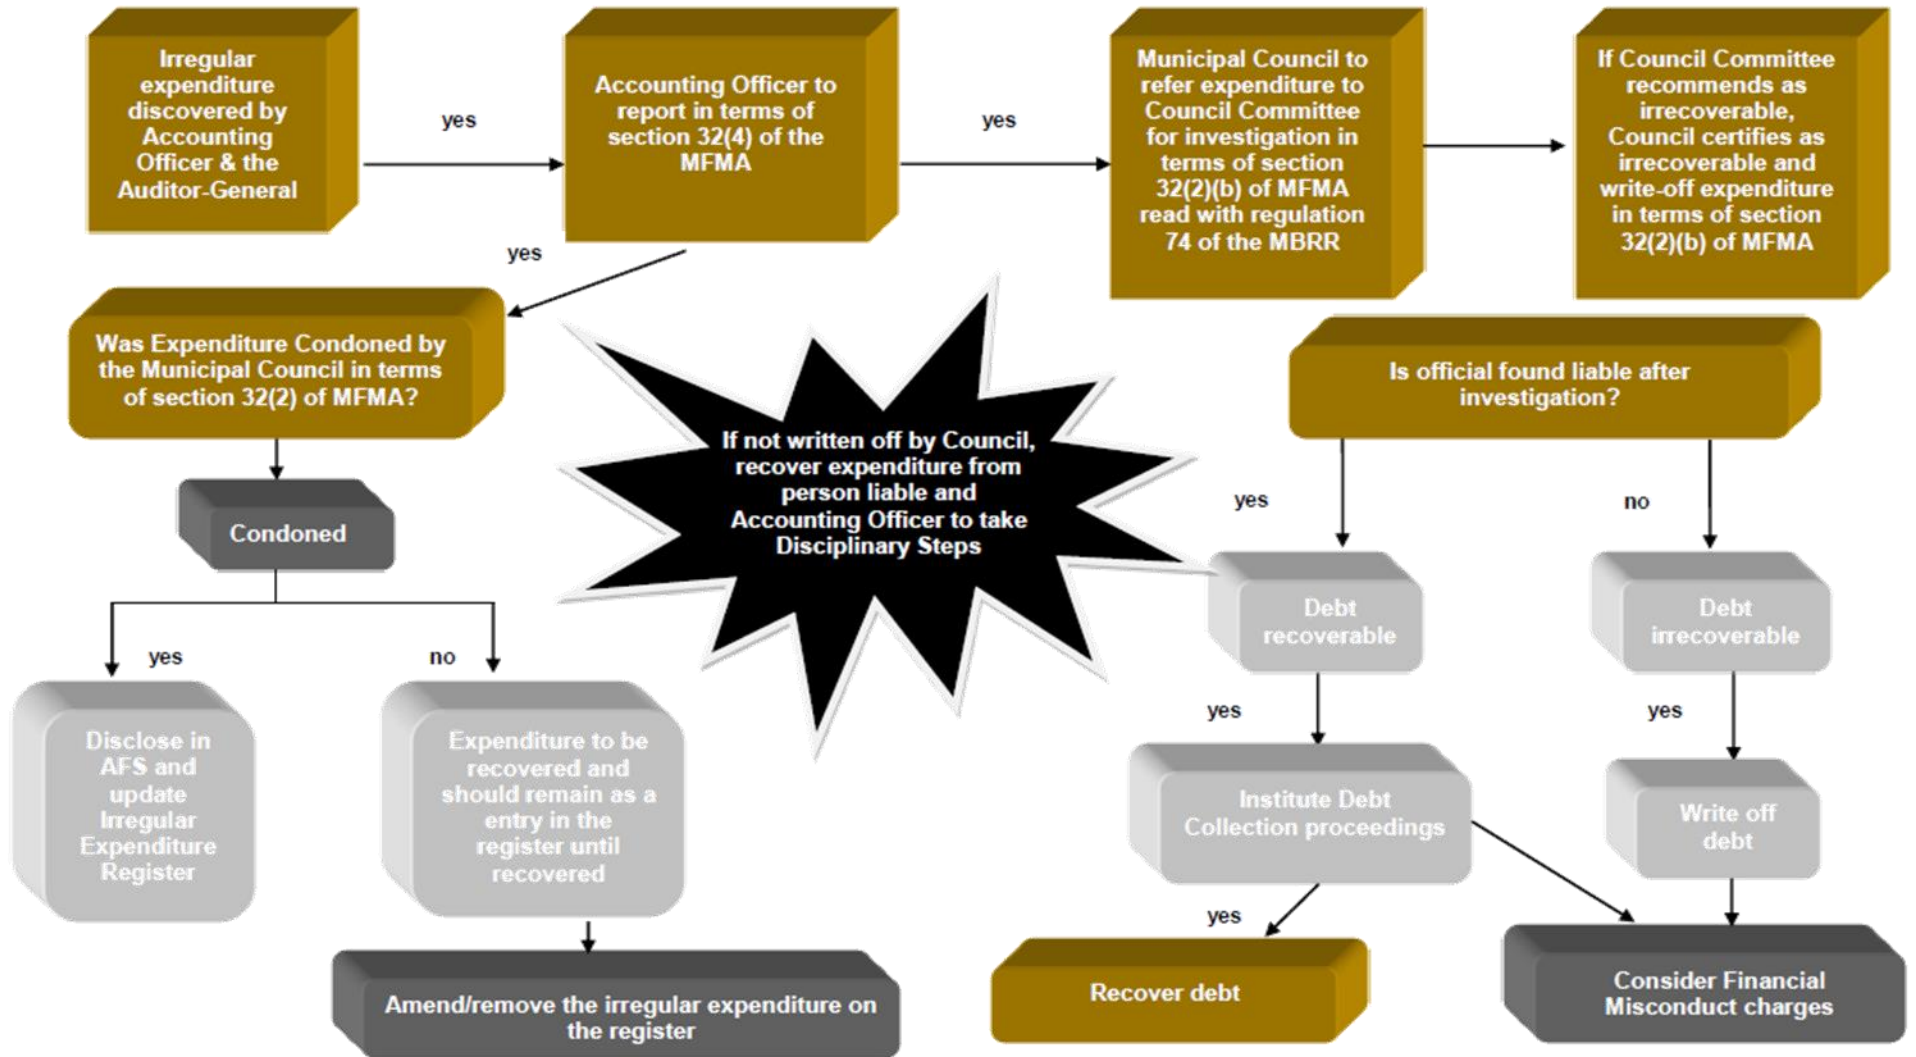 Irregular
expenditure
discovered by
Accounting
Officer & the
Auditor-General
yes
Accounting Officer to
report in terms of
section 32(4) of the
MFMA
yes
Municipal Council to
refer expenditure to
Council Committee
for investigation in
terms of section
32(2)(b) of MFMA
read with regulation
74 of the MBRR
If Council Committee
recommends as
irrecoverable,
Council certifies as
irrecoverable and
write-off expenditure
in terms of section
32(2)(b) of MFMA
yes
Was Expenditure Condoned by
the Municipal Council in terms
of section 32(2) of MFMA?
Condoned
yes
no
Disclose in
AFS and
update
Irregular
Expenditure
Register
Expenditure to be
recovered and
should remain as a
entry in the
register until
recovered
Amend/remove the irregular expenditure on
the register
If not written off by Council,
recover expenditure from
person liable and
Accounting Officer to take
Disciplinary Steps
Is official found liable after
investigation?
yes
no
Debt
recoverable
Debt
irrecoverable
yes
yes
Institute Debt
Collection proceedings
Write off
debt
yes
Recover debt
Consider Financial
Misconduct charges